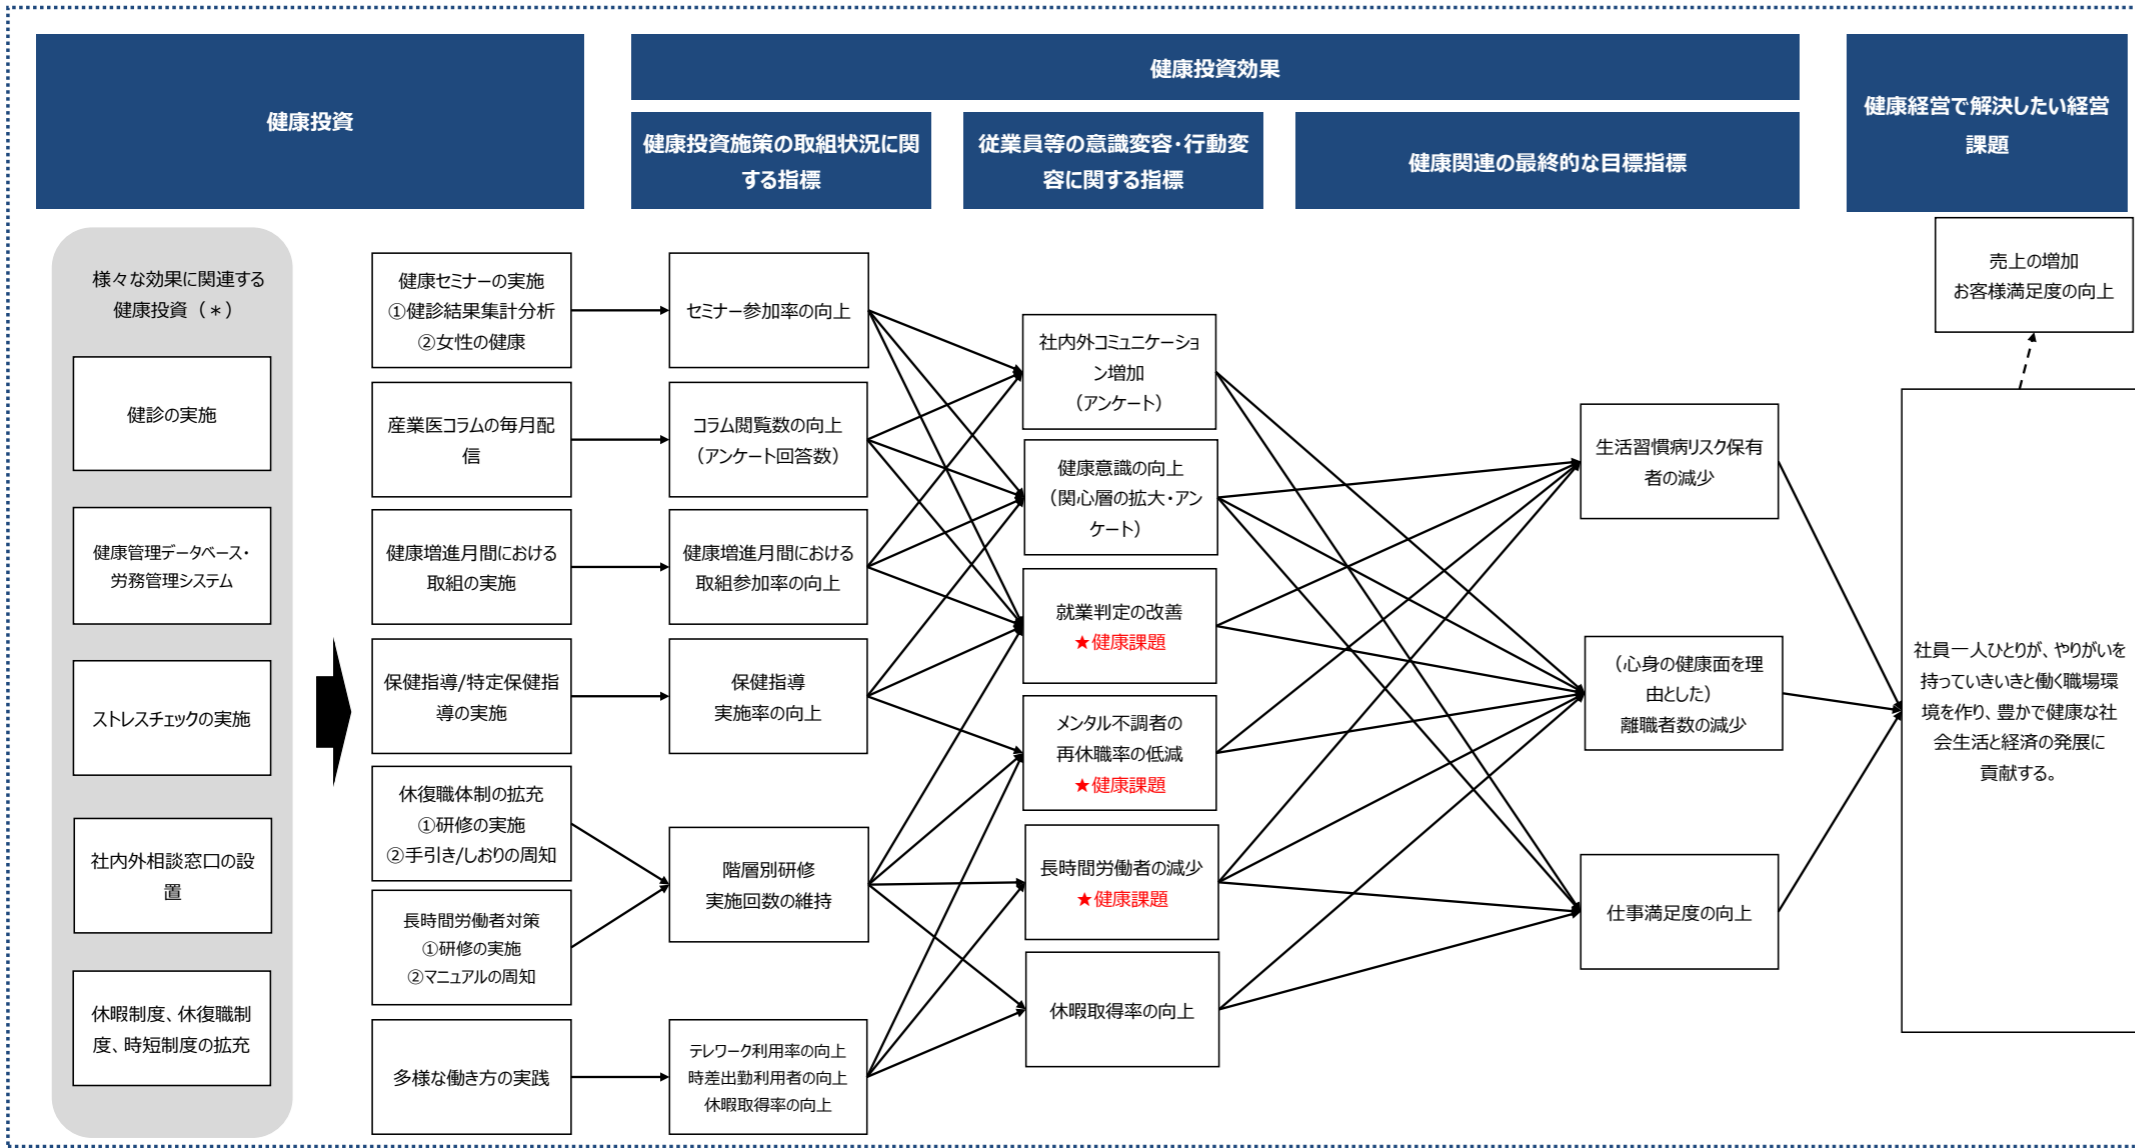 健康投資
健康投資効果
健康経営で解決したい経営
課題
健康投資施策の取組状況に関
する指標
従業員等の意識変容・行動変
容に関する指標
健康関連の最終的な目標指標
様々な効果に関連する
健康投資（＊）
健診の実施
健康管理データベース・
労務管理システム
ストレスチェックの実施
社内外相談窓口の設
置
休暇制度、休復職制
度、時短制度の拡充
健康セミナーの実施
①健診結果集計分析
②女性の健康
産業医コラムの毎月配
信
健康増進月間における
取組の実施
保健指導/特定保健指
導の実施
休復職体制の拡充
①研修の実施
②手引き/しおりの周知
長時間労働者対策
①研修の実施
②マニュアルの周知
多様な働き方の実践
セミナー参加率の向上
コラム閲覧数の向上
（アンケート回答数）
健康増進月間における
取組参加率の向上
保健指導
実施率の向上
階層別研修
実施回数の維持
テレワーク利用率の向上
時差出勤利用者の向上
休暇取得率の向上
社内外コミュニケーショ
ン増加
（アンケート）
健康意識の向上
（関心層の拡大・アン
ケート）
就業判定の改善
★健康課題
メンタル不調者の
再休職率の低減
★健康課題
長時間労働者の減少
★健康課題
休暇取得率の向上
生活習慣病リスク保有
者の減少
（心身の健康面を理
由とした）
離職者数の減少
仕事満足度の向上
売上の増加
お客様満足度の向上
社員一人ひとりが、やりがいを
持っていきいきと働く職場環
境を作り、豊かで健康な社
会生活と経済の発展に
貢献する。